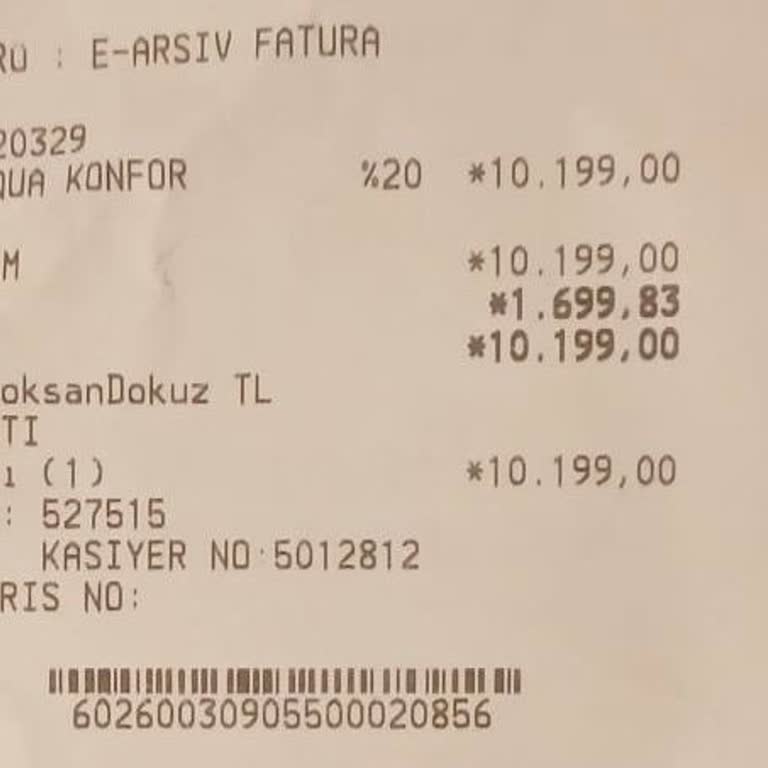 RU : E-ARSIV FATURA
20329
QUA KONFOR %20 *10.199,00
M *10.199,00
*1.699,83
*10.199,00
oksanDokuz TL
TI
ı (1) *10.199,00
: 527515
KASIYER NO:5012812
RIS NO:
60260030905500020856